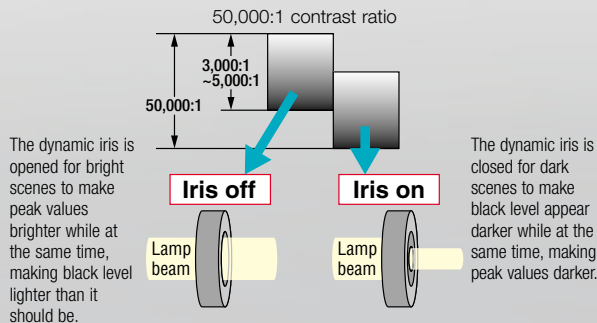 50,000:1 contrast ratio
3,000:1
~5,000:1
50,000:1
The dynamic iris is
opened for bright
scenes to make
peak values
brighter while at
the same time,
making black level
lighter than it
should be.
Iris off
Lamp
beam
Iris on
Lamp
beam
The dynamic iris is
closed for dark
scenes to make
black level appear
darker while at the
same time, making
peak values darker.